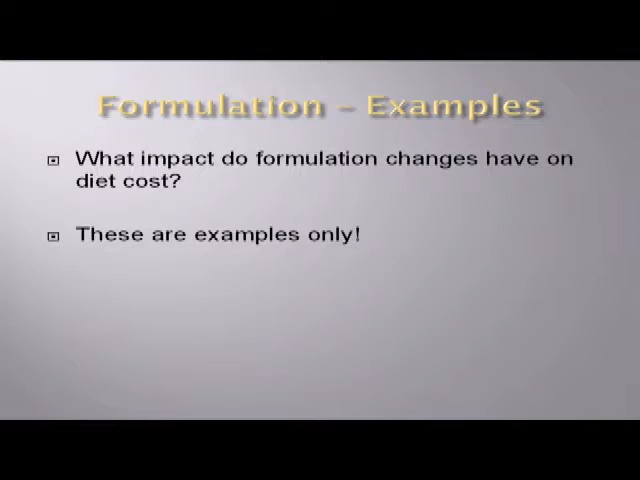 Formulation – Examples
What impact do formulation changes have on
diet cost?
These are examples only!